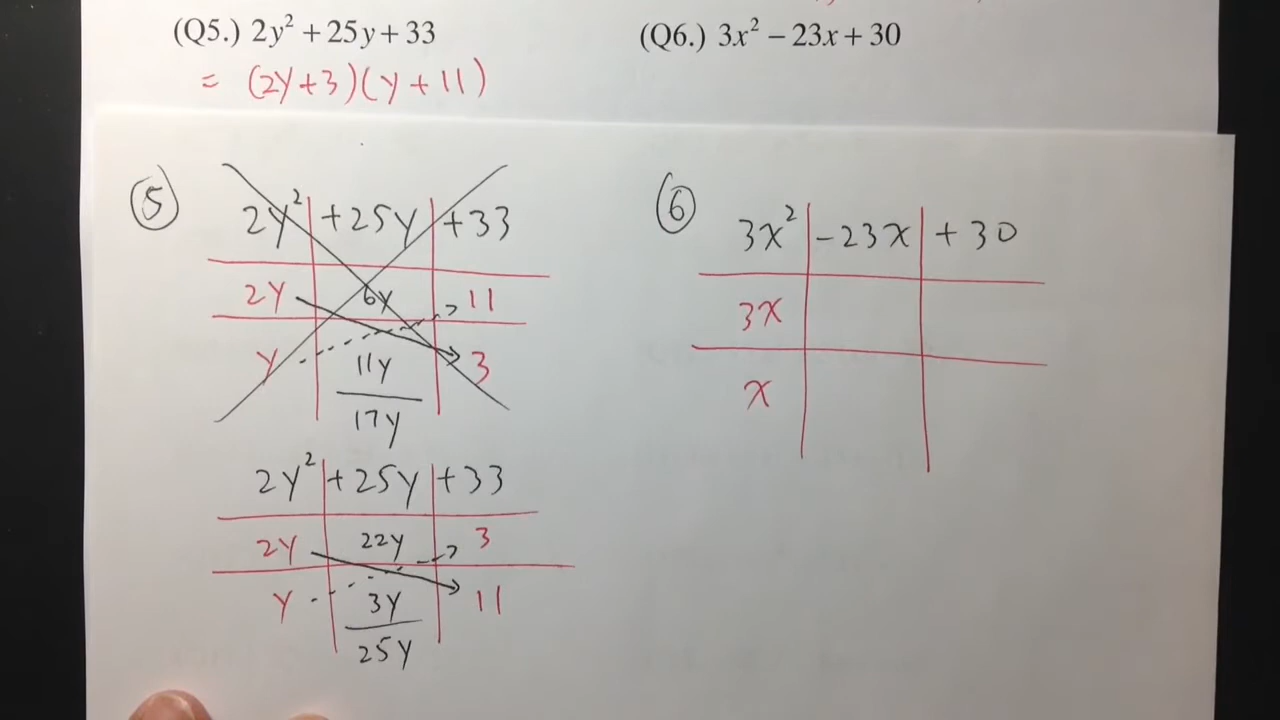 (Q5.) 2y² + 25y + 33
= (2y+3)(y+11)
(Q6.) 3x² − 23x + 30
⑤
2y² +25y +33
2y 6y 11
y 11y 3
17y
2y² +25y +33
2y 22y 3
y 3y 11
25y
⑥
3x² −23x +30
3x
x